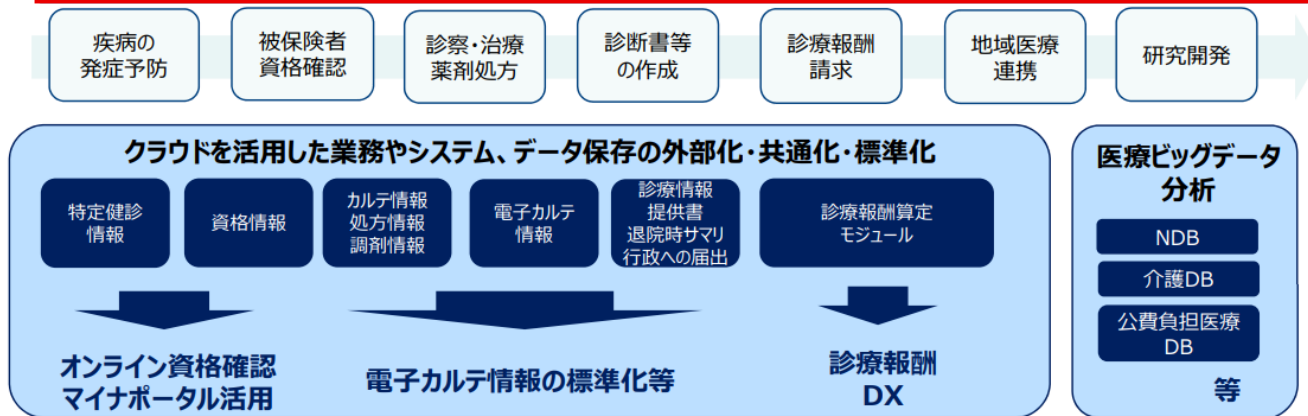 疾病の
発症予防
被保険者
資格確認
診察・治療
薬剤処方
診断書等
の作成
診療報酬
請求
地域医療
連携
研究開発
クラウドを活用した業務やシステム、データ保存の外部化・共通化・標準化
特定健診
情報
資格情報
カルテ情報
処方情報
調剤情報
電子カルテ
情報
診療情報
提供書
退院時サマリ
行政への届出
診療報酬算定
モジュール
オンライン資格確認
マイナポータル活用
電子カルテ情報の標準化等
診療報酬
DX
医療ビッグデータ
分析
NDB
介護DB
公費負担医療
DB
等